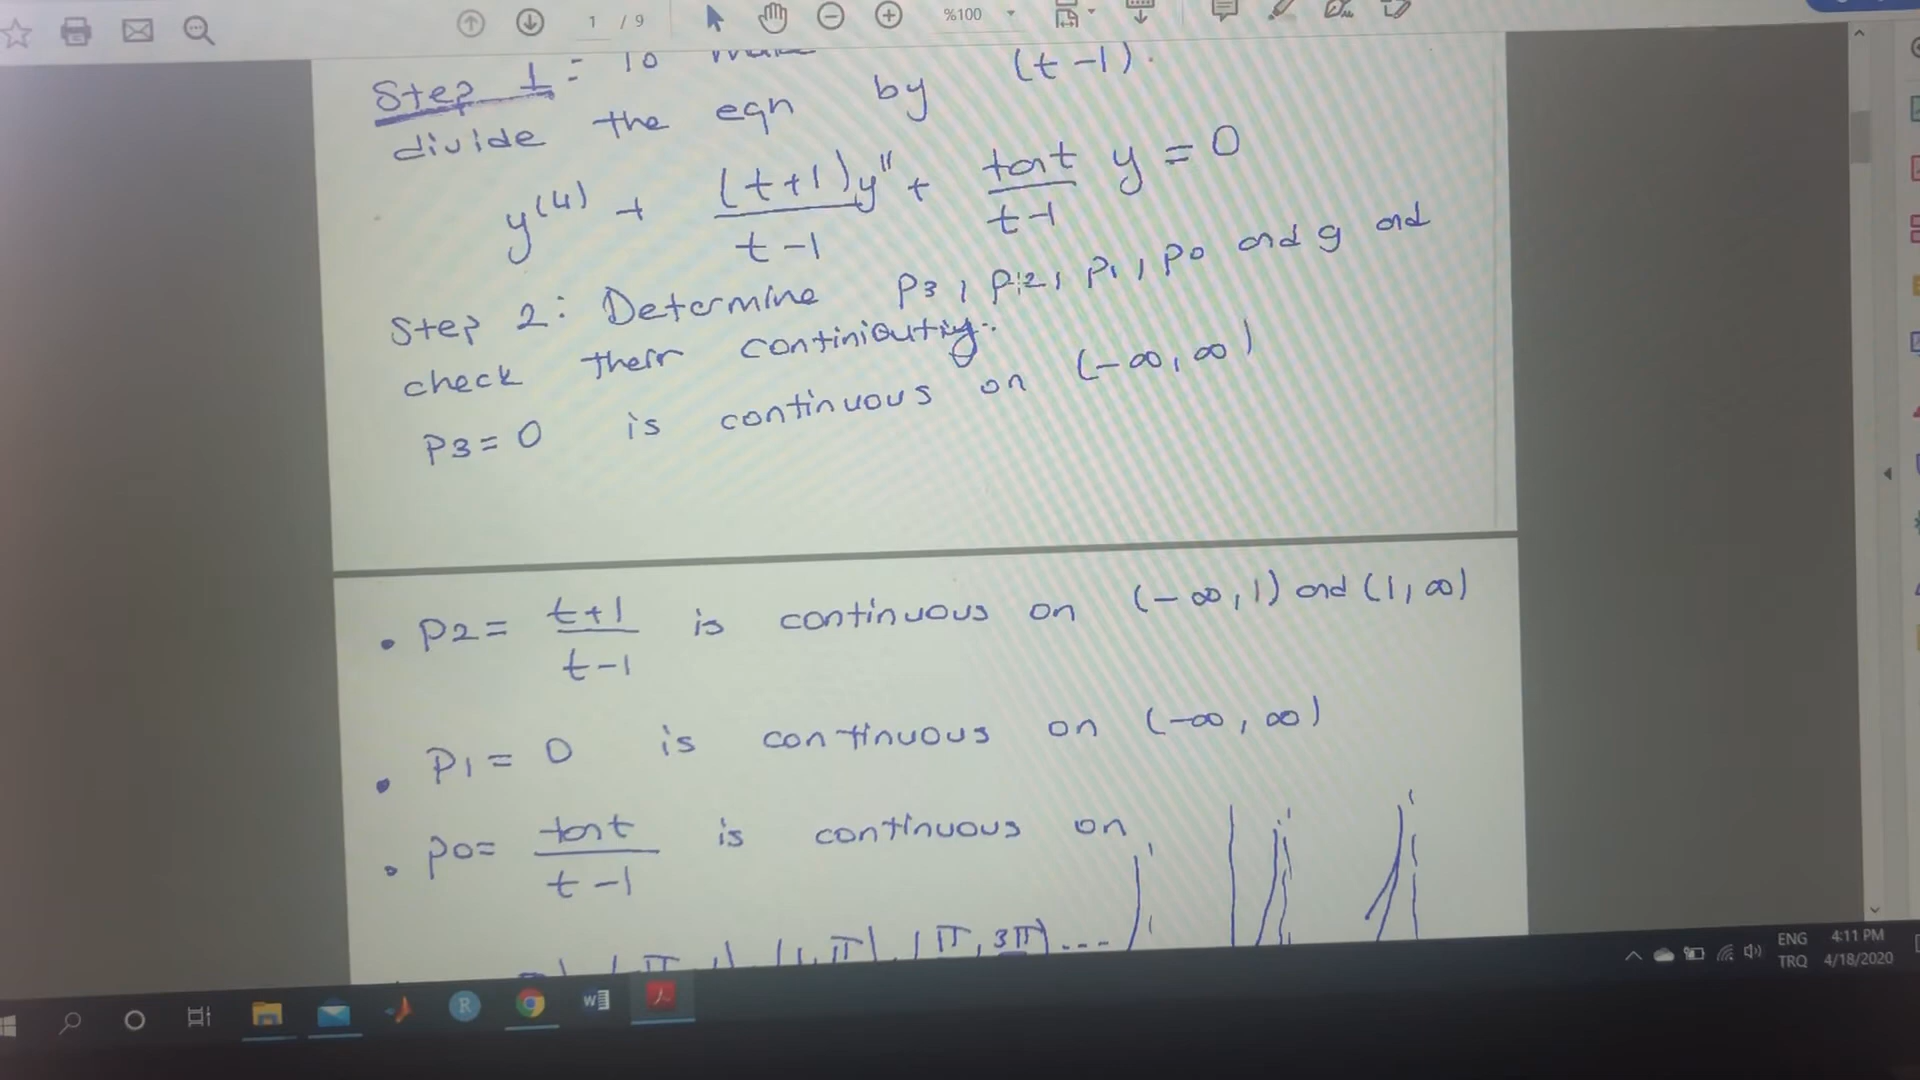 1 / 9
%100
Step 1 = To
divide the eqn by (t-1).
y^(4) + (t+1)y''/(t-1) + tant/(t-1) y = 0
Step 2: Determine P3, P2, P1, P0 and g and
check their continioutiy.
P3 = 0 is continuous on (-∞, ∞)
• P2 = (t+1)/(t-1) is continuous on (-∞, 1) and (1, ∞)
• P1 = 0 is continuous on (-∞, ∞)
• P0 = tant/(t-1) is continuous on
ENG 4:11 PM
TRQ 4/18/2020